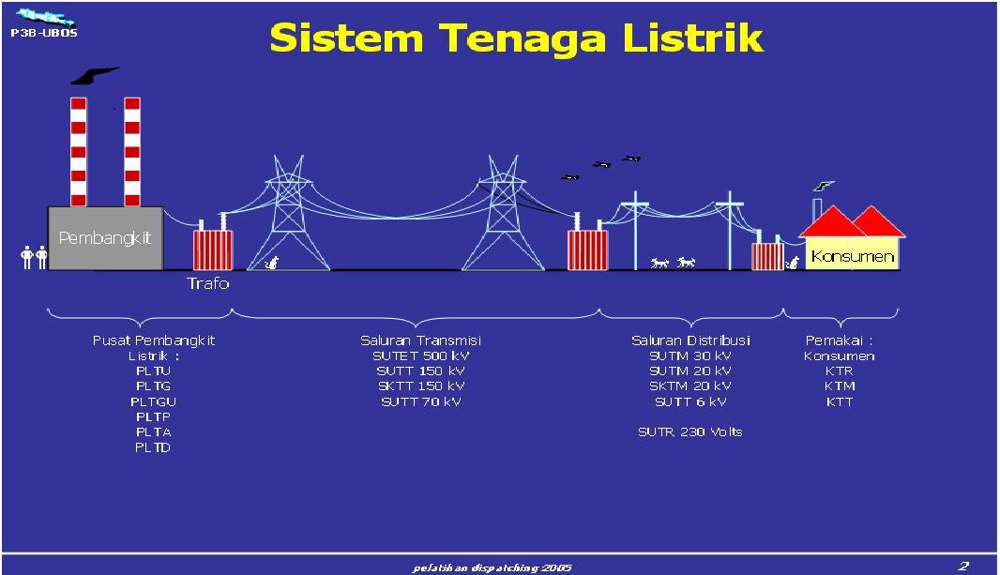 P3B-UBOS
Sistem Tenaga Listrik
Pembangkit
Konsumen
Trafo
Pusat Pembangkit
Listrik :
PLTU
PLTG
PLTGU
PLTP
PLTA
PLTD
Saluran Transmisi
SUTET 500 kV
SUTT 150 kV
SKTT 150 kV
SUTT 70 kV
Saluran Distribusi
SUTM 30 kV
SUTM 20 kV
SKTM 20 kV
SUTT 6 kV
SUTR 230 Volts
Pemakai :
Konsumen
KTR
KTM
KTT
pelatihan dispatching 2005
2